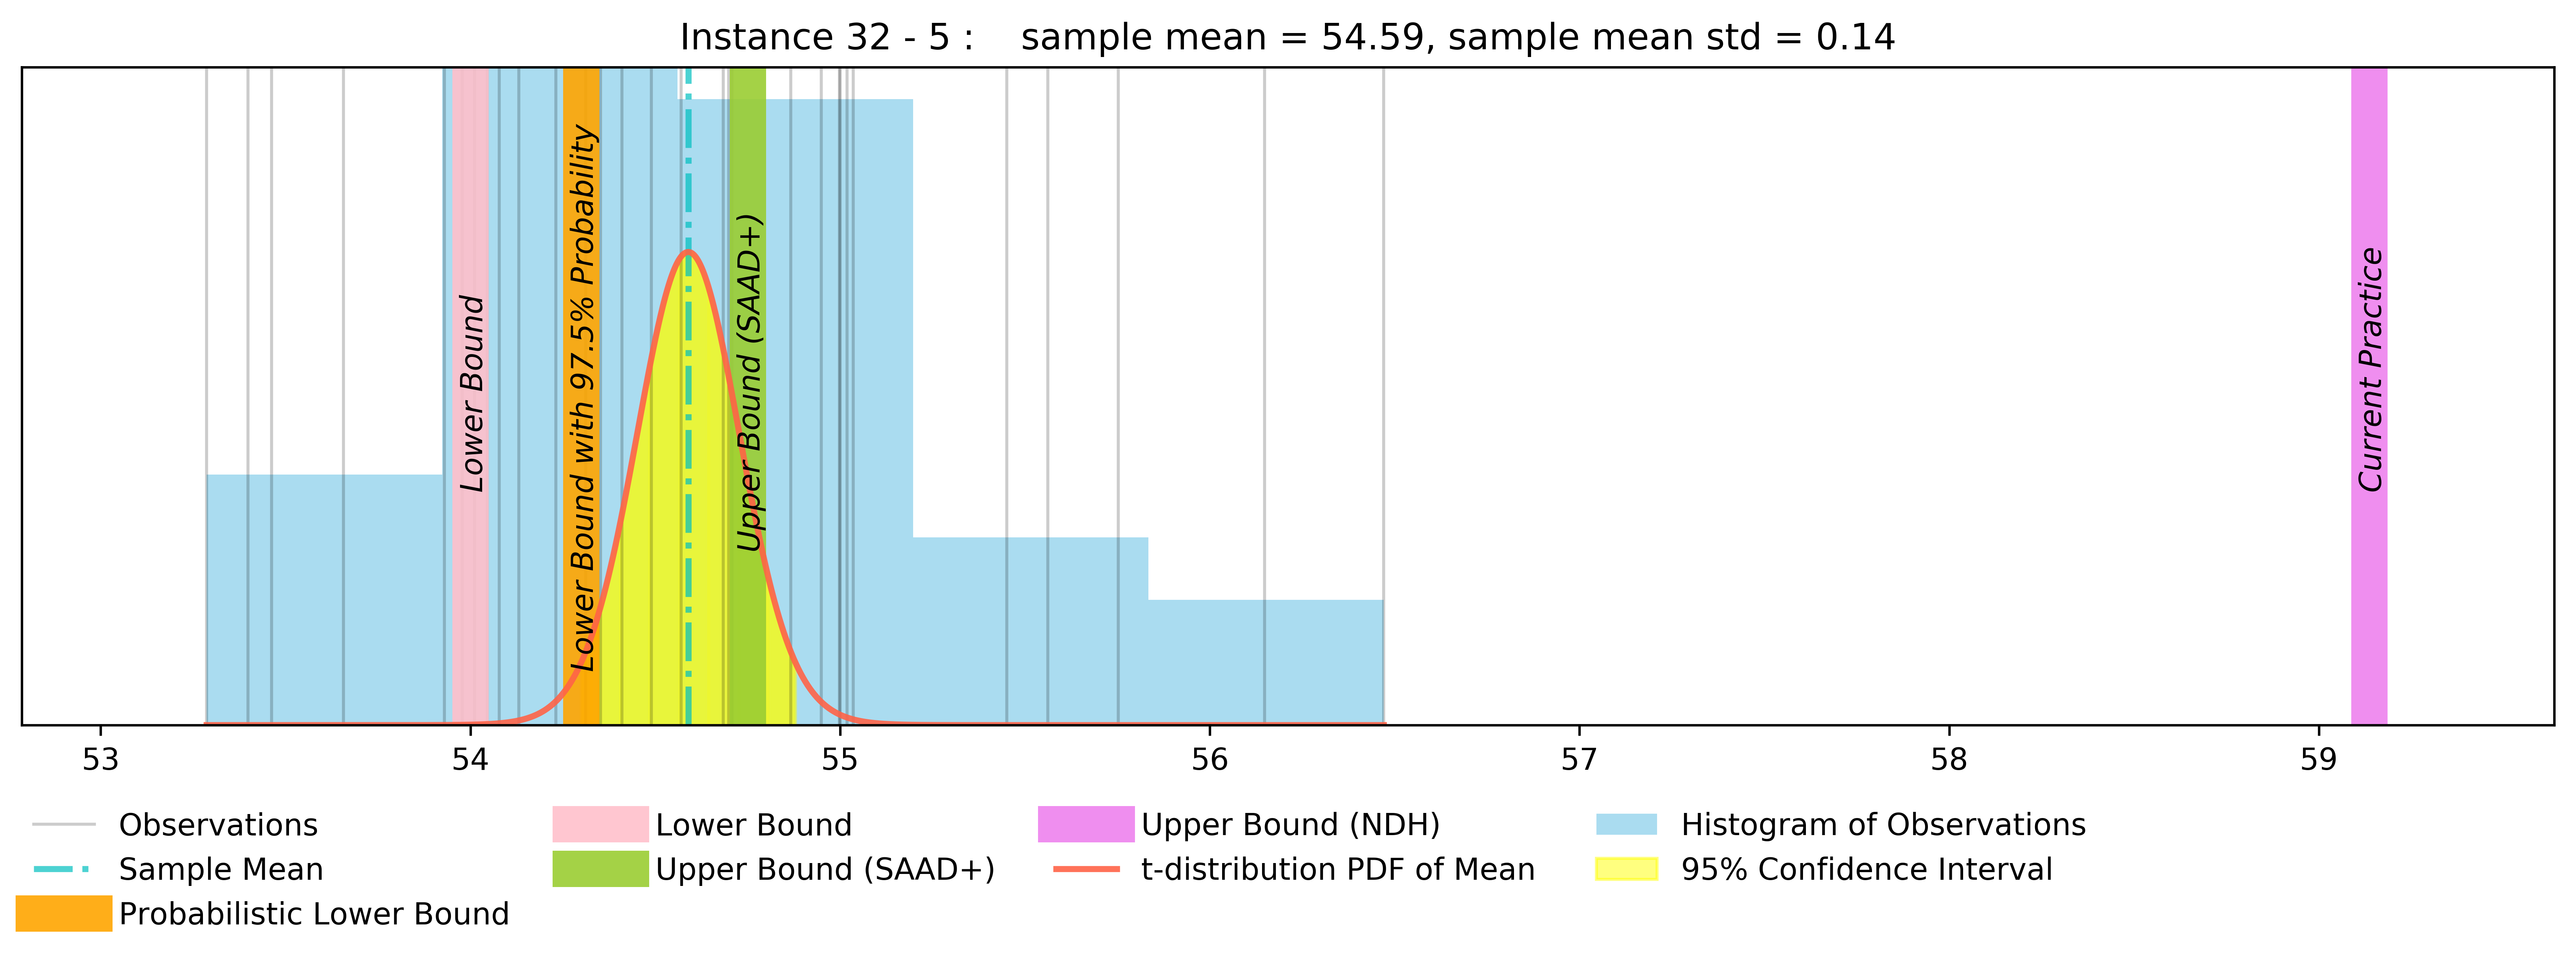 Instance 32 - 5 :    sample mean = 54.59, sample mean std = 0.14
Lower Bound
Lower Bound with 97.5% Probability
Upper Bound (SAAD+)
Current Practice
53 54 55 56 57 58 59
Observations
Sample Mean
Probabilistic Lower Bound
Lower Bound
Upper Bound (SAAD+)
Upper Bound (NDH)
t-distribution PDF of Mean
Histogram of Observations
95% Confidence Interval